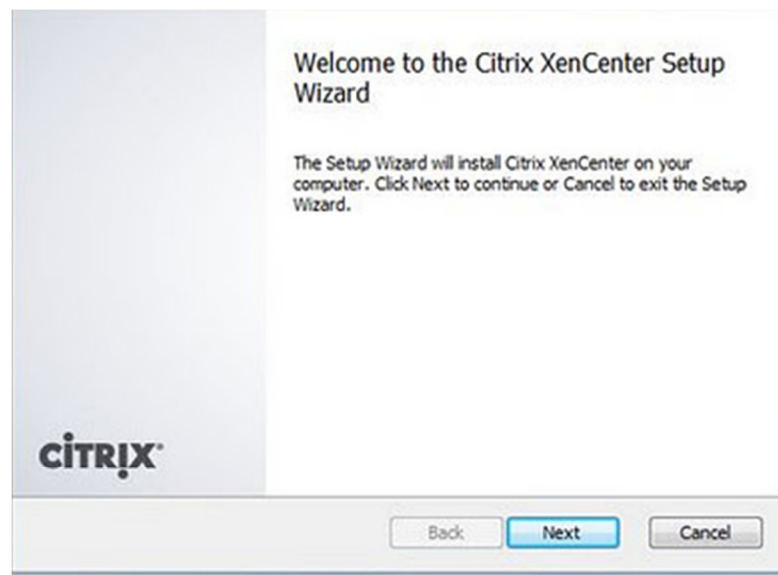 Welcome to the Citrix XenCenter Setup
Wizard
The Setup Wizard will install Citrix XenCenter on your
computer. Click Next to continue or Cancel to exit the Setup
Wizard.
CITRIX
Back
Next
Cancel